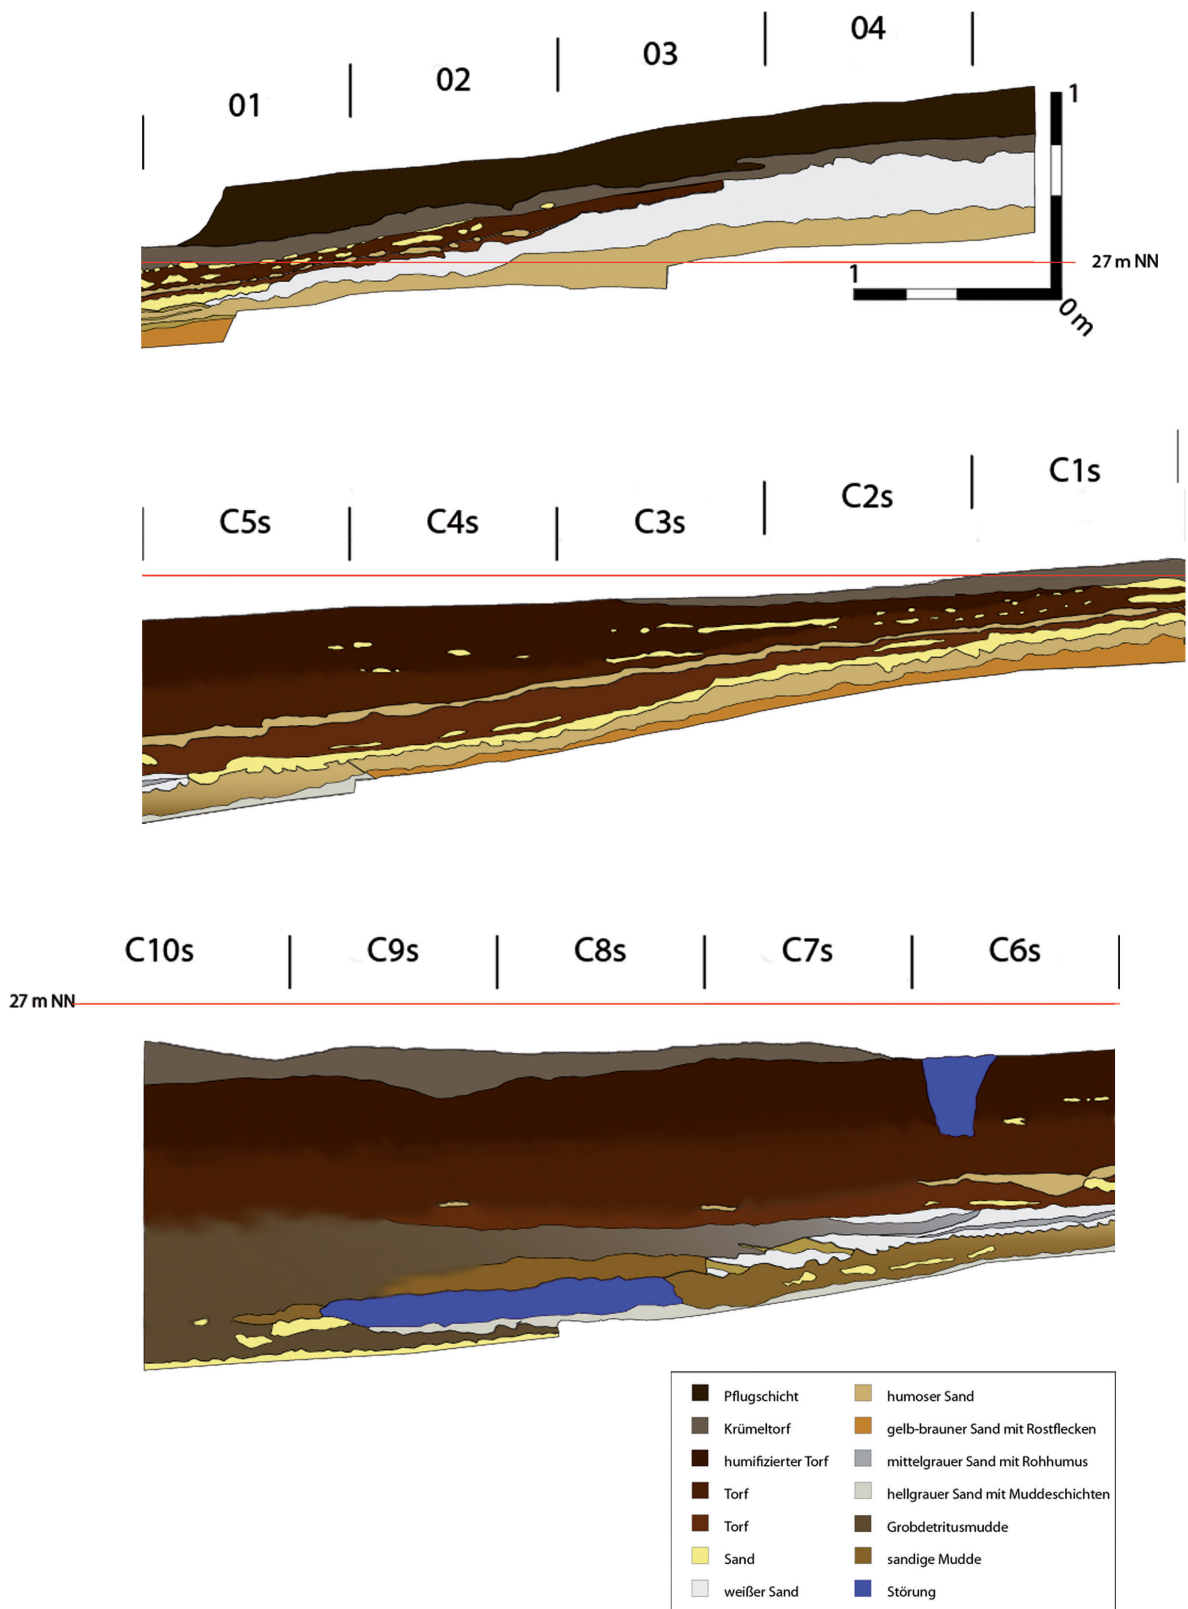 01 02 03 04
1
27 m NN
1
0 m
C5s C4s C3s C2s C1s
C10s C9s C8s C7s C6s
27 m NN
Pflugschicht
Krümeltorf
humifizierter Torf
Torf
Torf
Sand
weißer Sand
humoser Sand
gelb-brauner Sand mit Rostflecken
mittelgrauer Sand mit Rohhumus
hellgrauer Sand mit Muddeschichten
Grobdetritusmudde
sandige Mudde
Störung